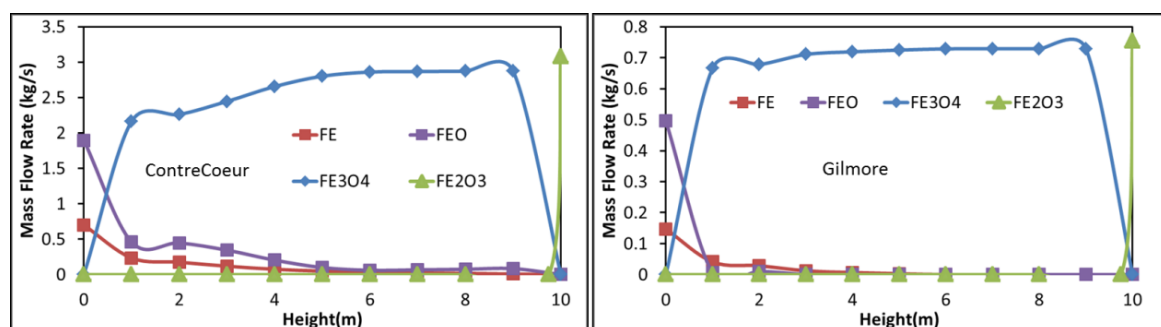 3.5
3
2.5
2
1.5
1
0.5
0
Mass Flow Rate (kg/s)
FE
FEO
ContreCoeur
FE3O4
FE2O3
0 2 4 6 8 10
Height(m)
0.8
0.7
0.6
0.5
0.4
0.3
0.2
0.1
0
Mass Flow Rate (kg/s)
FE FEO FE3O4 FE2O3
Gilmore
0 2 4 6 8 10
Height(m)